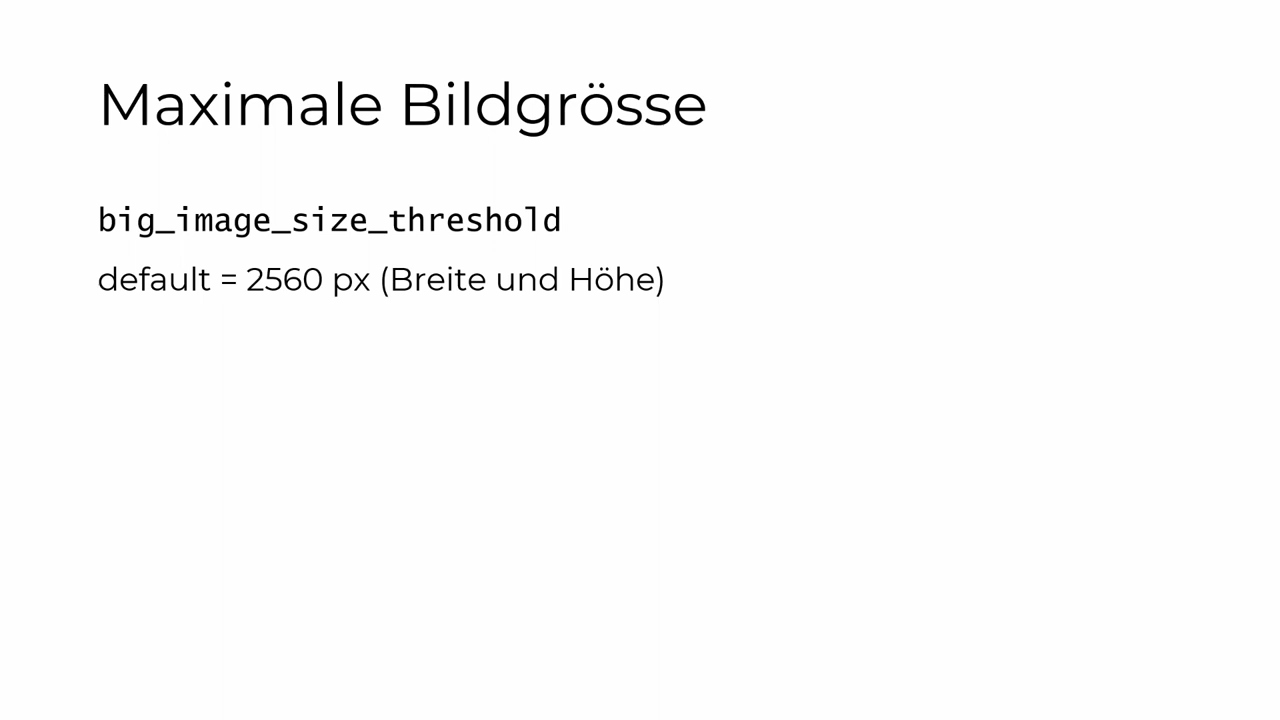 Maximale Bildgrösse
big_image_size_threshold
default = 2560 px (Breite und Höhe)